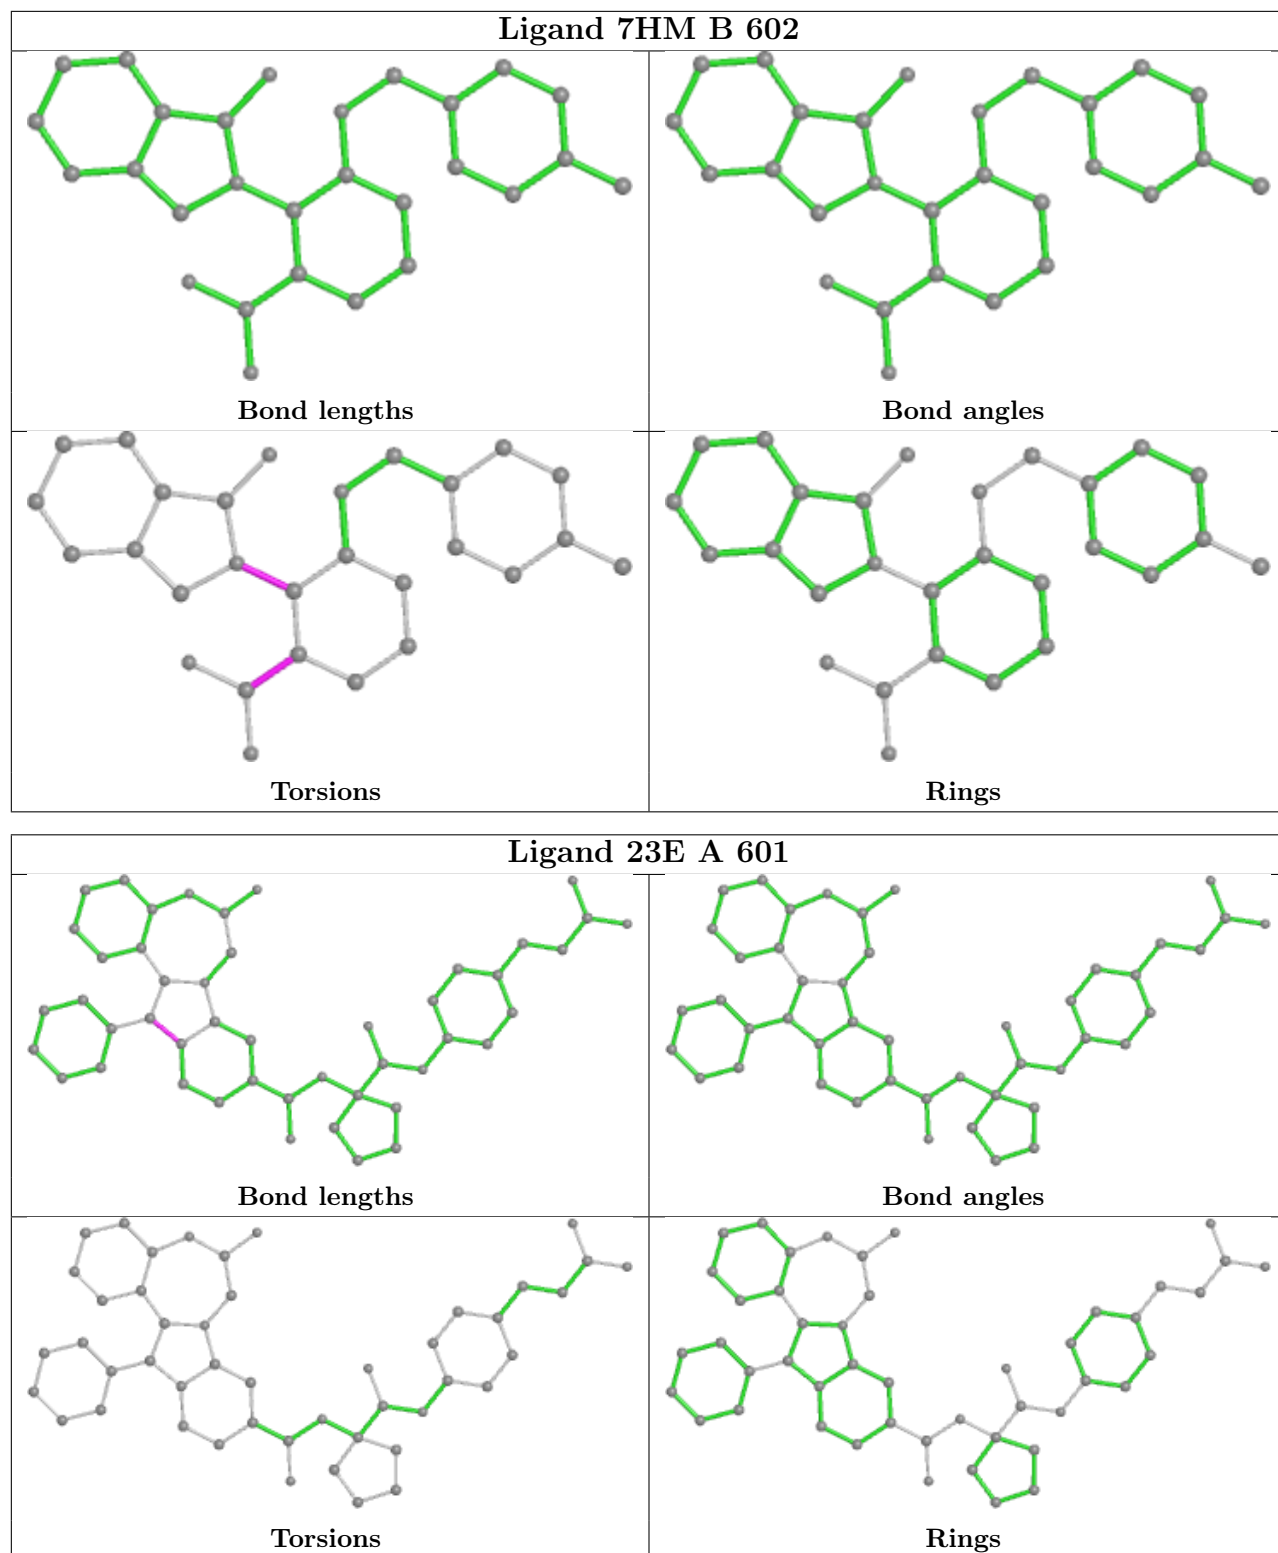 Ligand 7HM B 602
Bond lengths
Bond angles
Torsions
Rings
Ligand 23E A 601
Bond lengths
Bond angles
Torsions
Rings